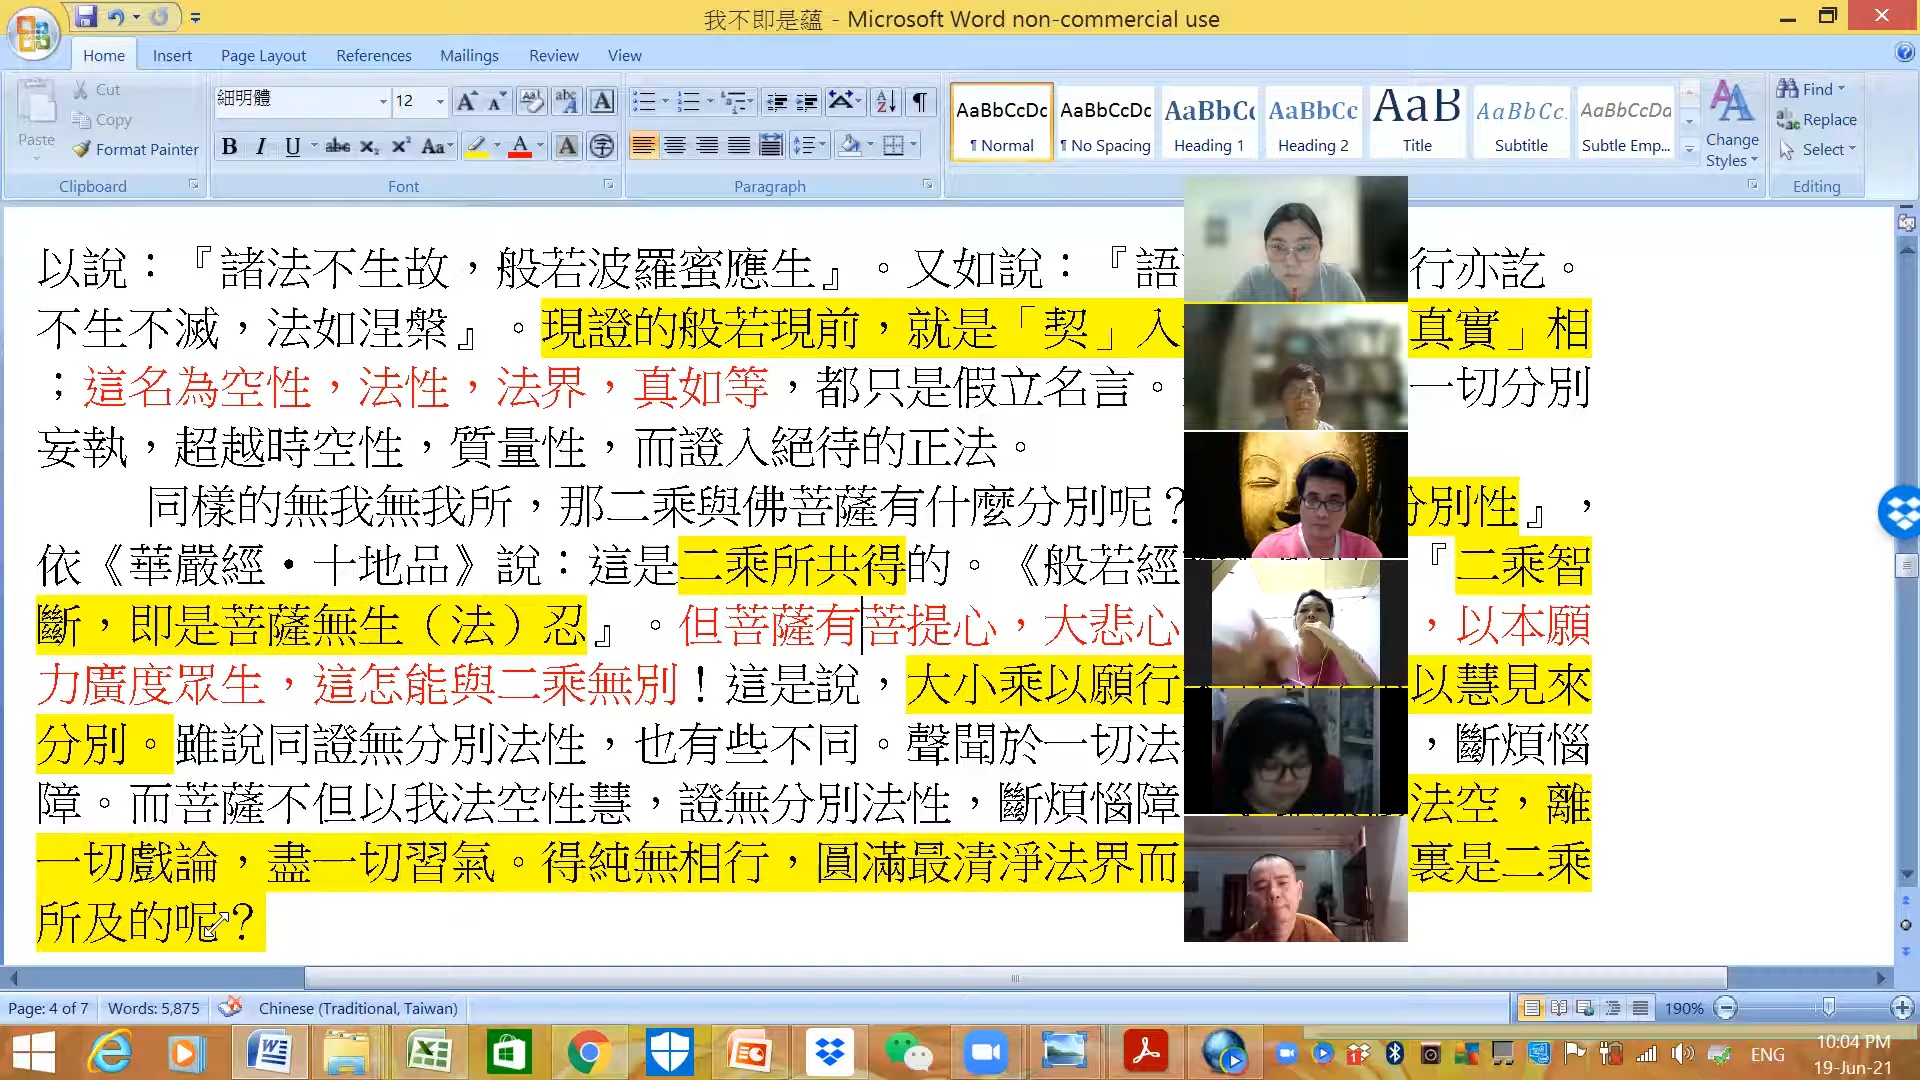 我不即是蘊 - Microsoft Word non-commercial use
Home Insert Page Layout References Mailings Review View
Paste Cut Copy Format Painter Clipboard
細明體 12 Font
Paragraph
AaBbCcDc AaBbCcDc AaBbCc AaBbCc AaB AaBbCc. AaBbCcDa
¶ Normal ¶ No Spacing Heading 1 Heading 2 Title Subtitle Subtle Emp...
Change Styles
Find Replace Select Editing
以說：『諸法不生故，般若波羅蜜應生』。又如說：『語 行亦訖。
不生不滅，法如涅槃』。現證的般若現前，就是「契」入 真實」相
；這名為空性，法性，法界，真如等，都只是假立名言。 一切分別
妄執，超越時空性，質量性，而證入絕待的正法。
同樣的無我無我所，那二乘與佛菩薩有什麼分別呢？ 分別性』，
依《華嚴經•十地品》說：這是二乘所共得的。《般若經 『二乘智
斷，即是菩薩無生（法）忍』。但菩薩有菩提心，大悲心 ，以本願
力廣度眾生，這怎能與二乘無別！這是說，大小乘以願行 以慧見來
分別。雖說同證無分別法性，也有些不同。聲聞於一切法 ，斷煩惱
障。而菩薩不但以我法空性慧，證無分別法性，斷煩惱障 法空，離
一切戲論，盡一切習氣。得純無相行，圓滿最清淨法界而 裏是二乘
所及的呢？
Page: 4 of 7 Words: 5,875 Chinese (Traditional, Taiwan) 190%
ENG
10:04 PM
19-Jun-21